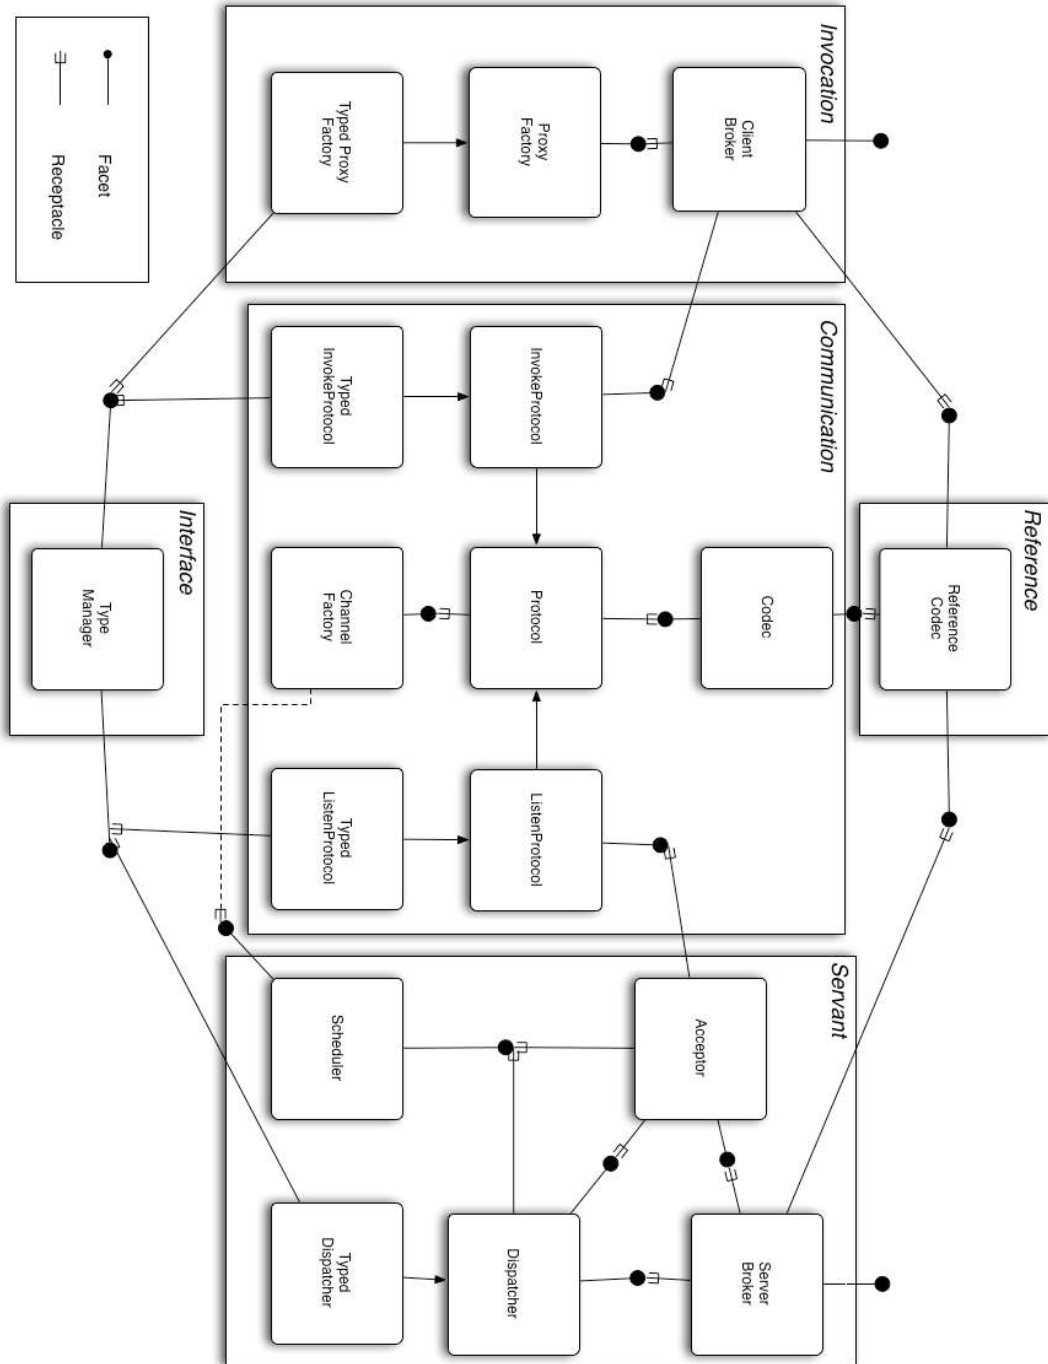 Invocation
Client
Broker
Proxy
Factory
Typed Proxy
Factory
Facet
Receptacle
Communication
InvokeProtocol
Typed
InvokeProtocol
Codec
Protocol
Channel
Factory
ListenProtocol
Typed
ListenProtocol
Reference
Reference
Codec
Interface
Type
Manager
Servant
Acceptor
Scheduler
Server
Broker
Dispatcher
Typed
Dispatcher